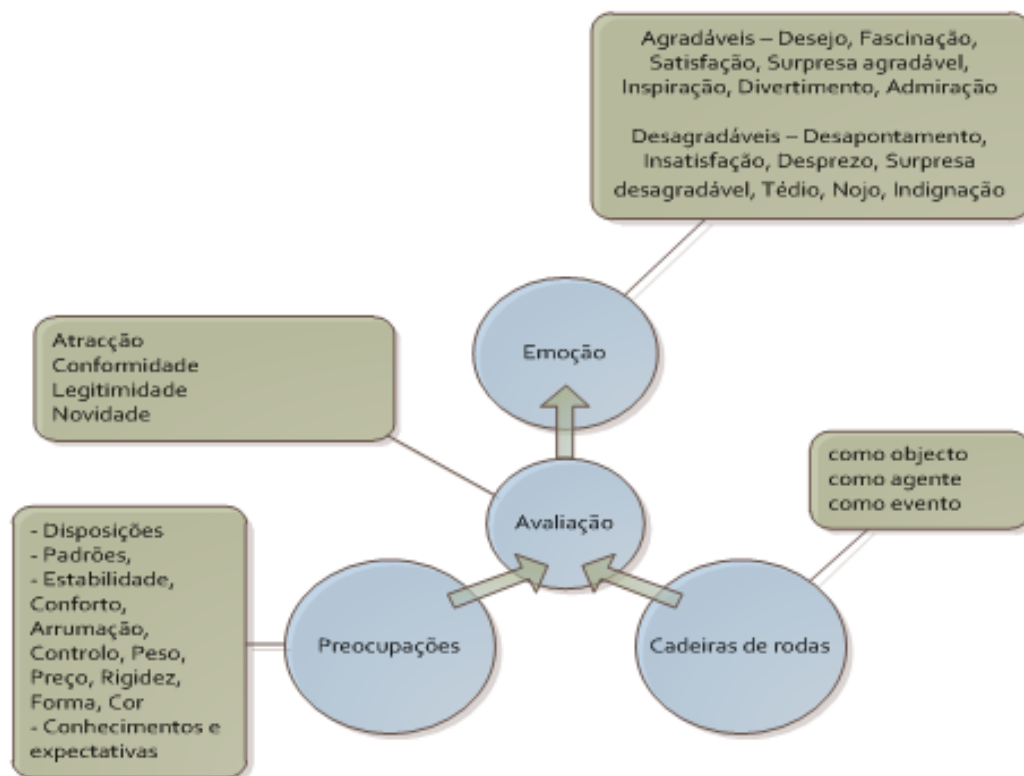 Agradáveis – Desejo, Fascinação,
Satisfação, Surpresa agradável,
Inspiração, Divertimento, Admiração
Desagradáveis – Desapontamento,
Insatisfação, Desprezo, Surpresa
desagradável, Tédio, Nojo, Indignação
Emoção
Atracção
Conformidade
Legitimidade
Novidade
como objecto
como agente
como evento
Avaliação
- Disposições
- Padrões,
- Estabilidade,
Conforto,
Arrumação,
Controlo, Peso,
Preço, Rigidez,
Forma, Cor
- Conhecimentos e
expectativas
Preocupações
Cadeiras de rodas